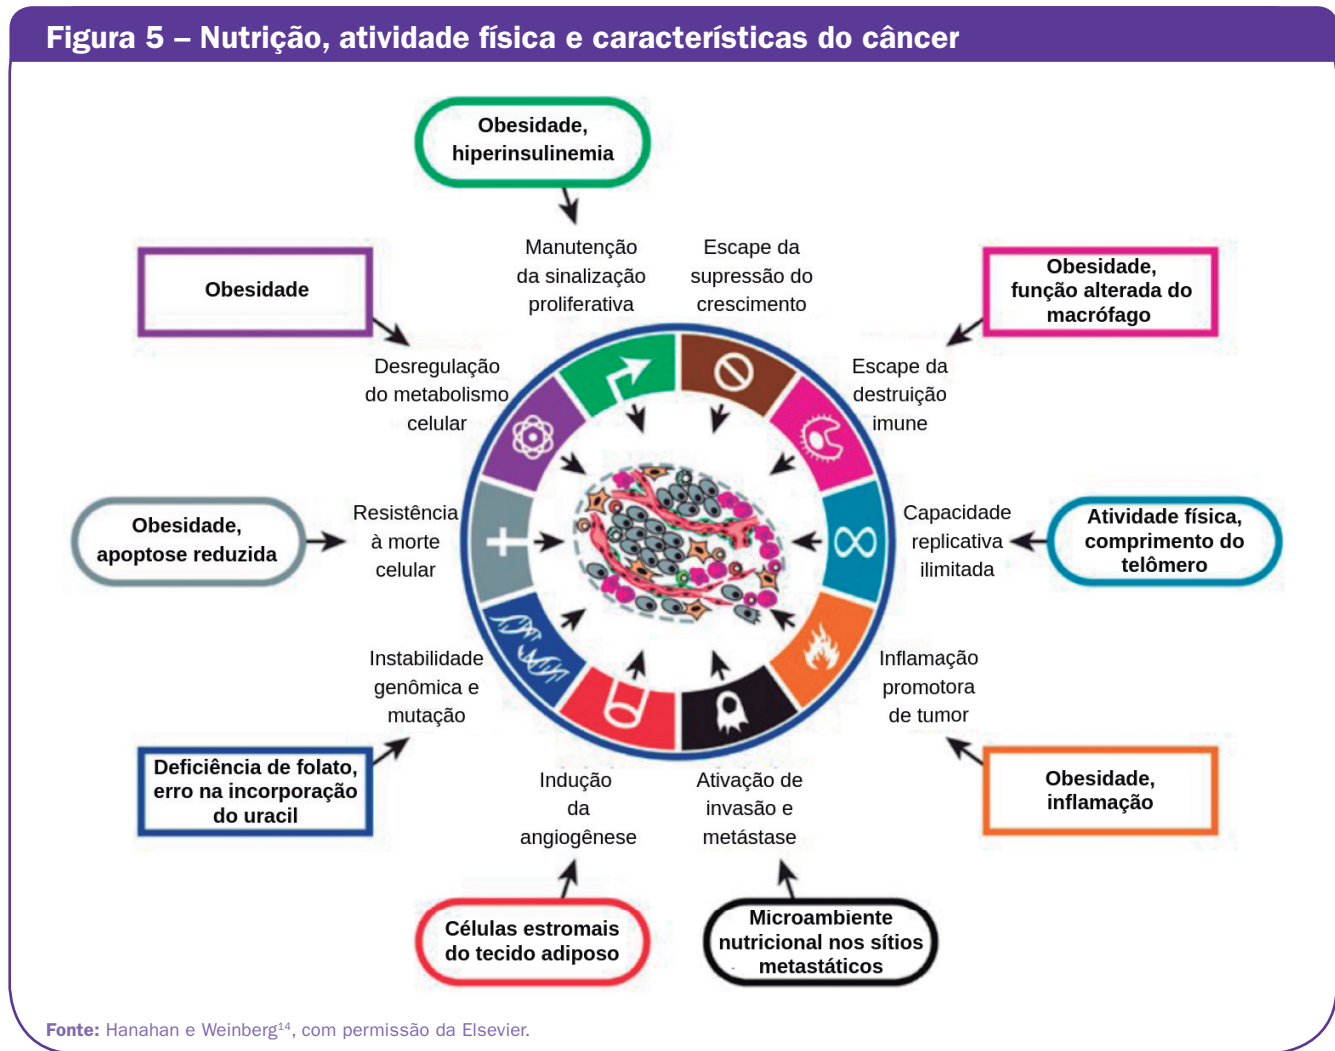 Figura 5 – Nutrição, atividade física e características do câncer
Obesidade,
hiperinsulinemia
Manutenção
da sinalização
proliferativa
Escape da
supressão do
crescimento
Obesidade
Obesidade,
função alterada do
macrófago
Desregulação
do metabolismo
celular
Escape da
destruição
imune
Obesidade,
apoptose reduzida
Resistência
à morte
celular
Capacidade
replicativa
ilimitada
Atividade física,
comprimento do
telômero
Instabilidade
genômica e
mutação
Inflamação
promotora
de tumor
Deficiência de folato,
erro na incorporação
do uracil
Indução
da
angiogênese
Ativação de
invasão e
metástase
Obesidade,
inflamação
Células estromais
do tecido adiposo
Microambiente
nutricional nos sítios
metastáticos
Fonte: Hanahan e Weinberg¹⁴, com permissão da Elsevier.